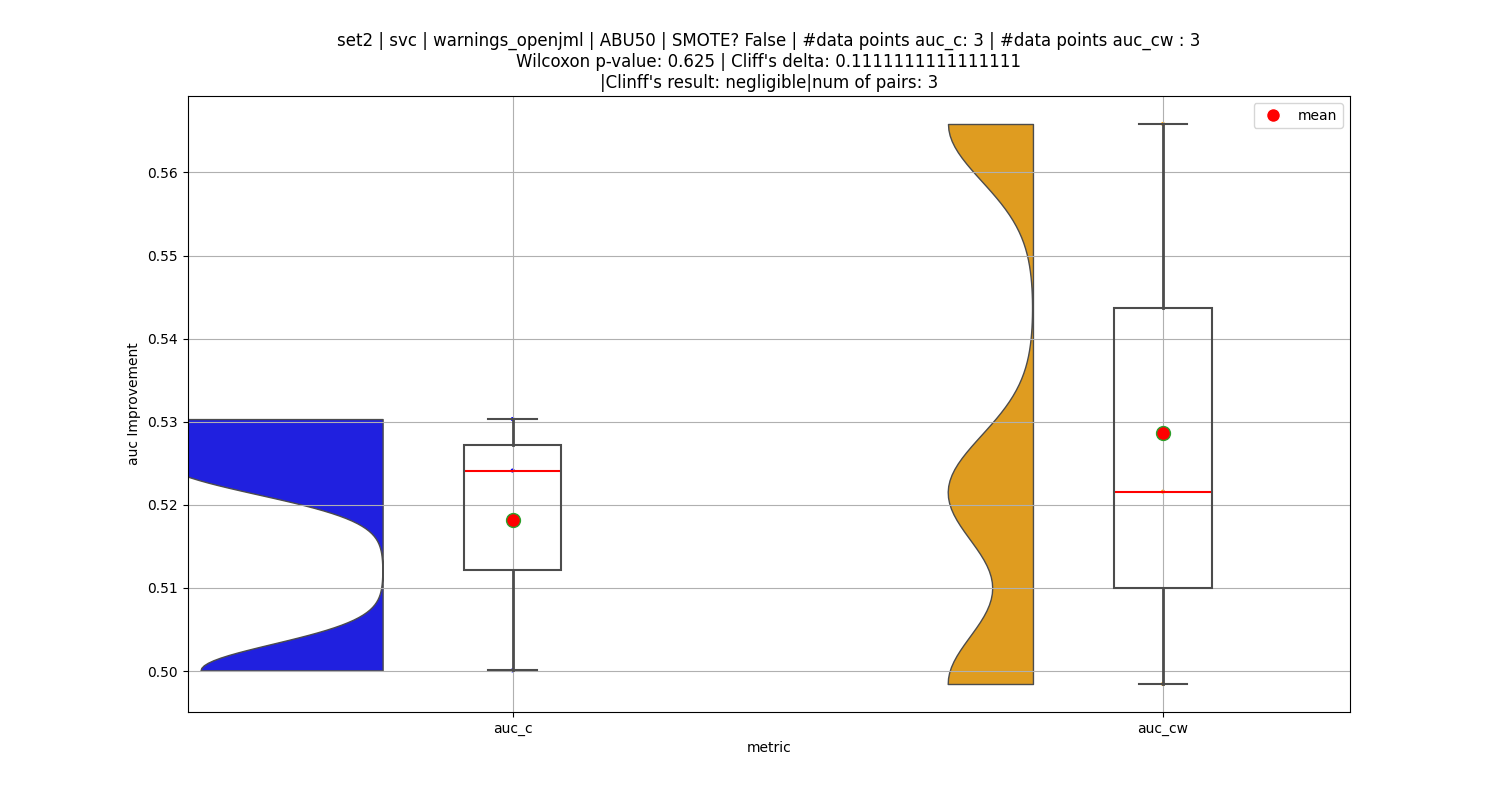 set2 | svc | warnings_openjml | ABU50 | SMOTE? False | #data points auc_c: 3 | #data points auc_cw : 3
Wilcoxon p-value: 0.625 | Cliff's delta: 0.1111111111111111
|Clinff's result: negligible|num of pairs: 3
mean
0.56
0.55
0.54
0.53
0.52
0.51
0.50
auc Improvement
auc_c
auc_cw
metric